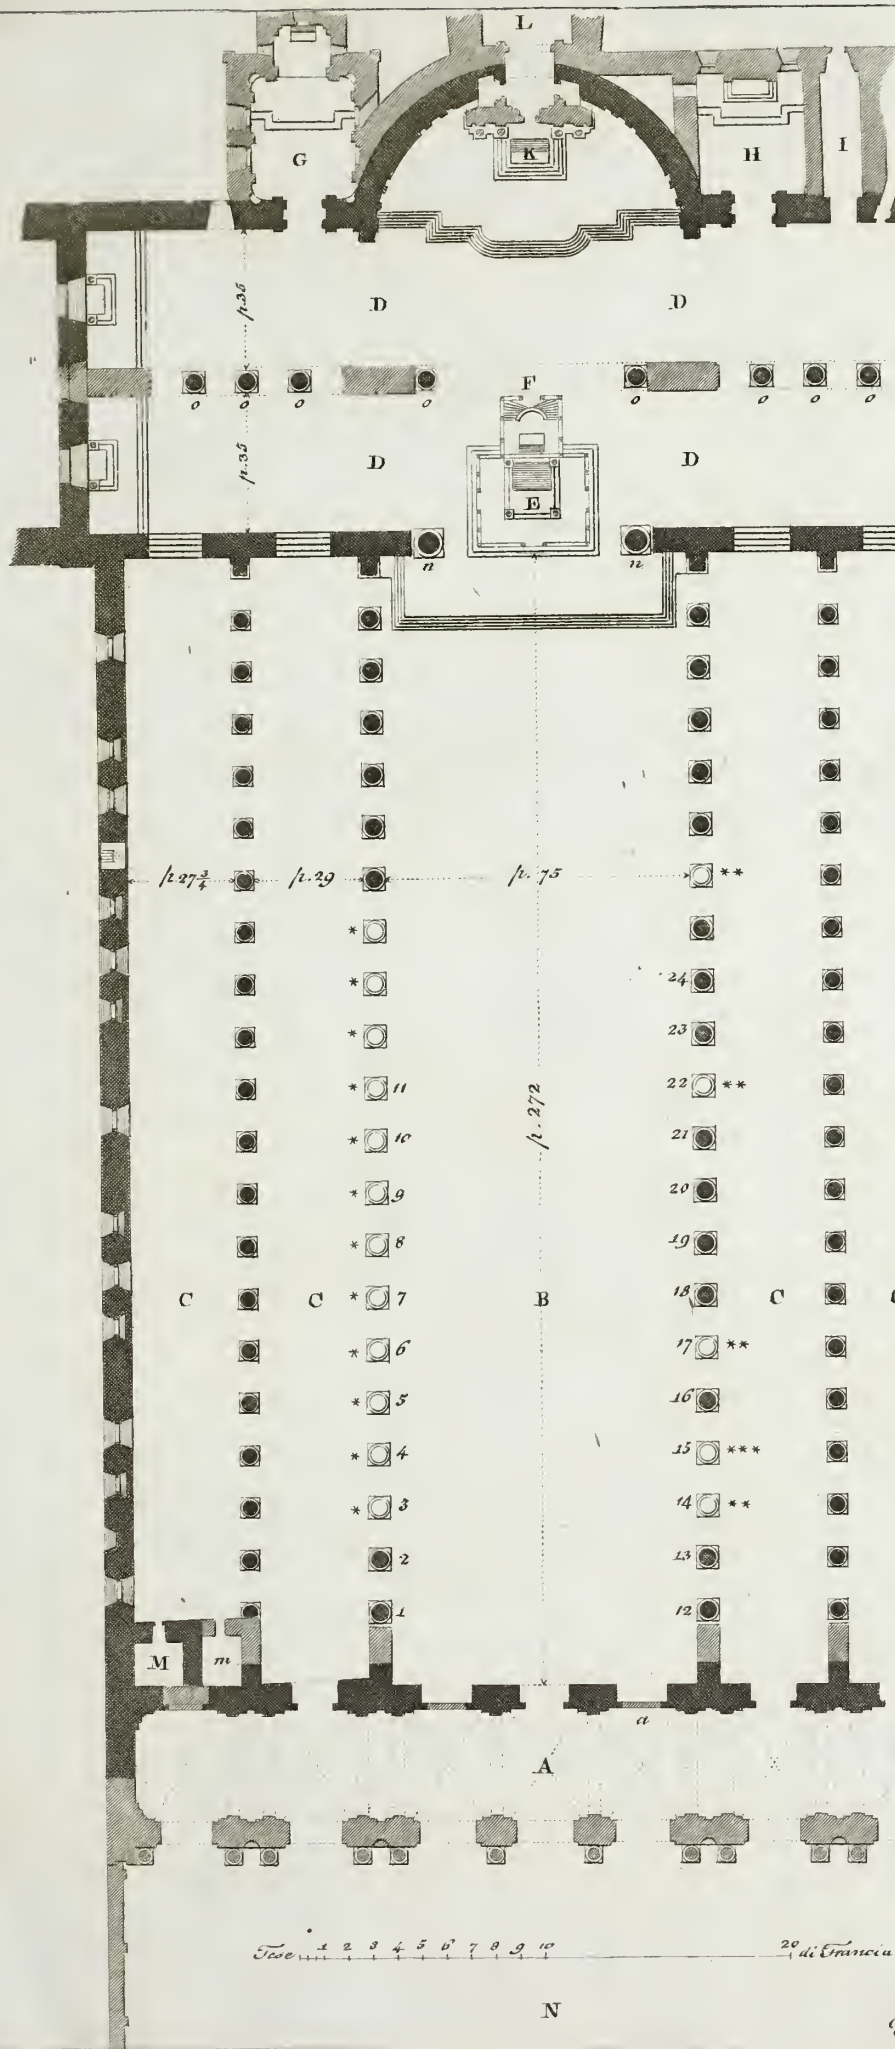 L
G K H I
D D
p.35
F
o o o o o o o o
D D
p.35
E
n n
p.27¾ p.29 p.75 **
*
* 24
* 23
* 11 22 **
p.272
* 10 21
* 9 20
* 8 19
C C * 7 B 18 C
* 6 17 **
* 5 16
* 4 15 ***
* 3 14 **
2 13
1 12
M m
a
A
Tese 1 2 3 4 5 6 7 8 9 10 20 di Francia
N